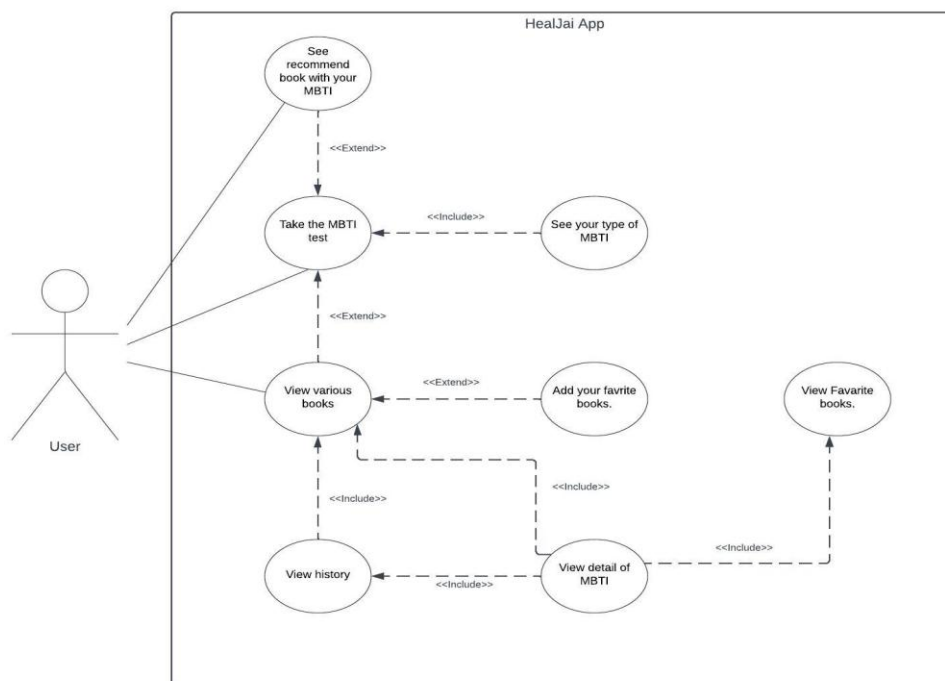 HealJai App
See
recommend
book with your
MBTI
<<Extend>>
Take the MBTI
test
<<Include>>
See your type of
MBTI
<<Extend>>
View various
books
<<Extend>>
Add your favrite
books.
View Favarite
books.
User
<<Include>>
<<Include>>
View history
<<Include>>
View detail of
MBTI
<<Include>>